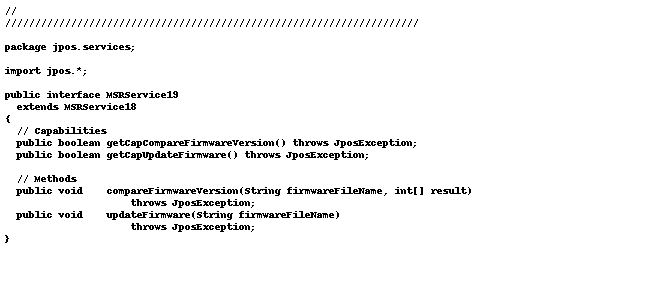 //
/////////////////////////////////////////////////////////////////////
package jpos.services;
import jpos.*;
public interface MSRService19
  extends MSRService18
{
  // Capabilities
  public boolean getCapCompareFirmwareVersion() throws JposException;
  public boolean getCapUpdateFirmware() throws JposException;
  // Methods
  public void    compareFirmwareVersion(String firmwareFileName, int[] result)
                     throws JposException;
  public void    updateFirmware(String firmwareFileName)
                     throws JposException;
}